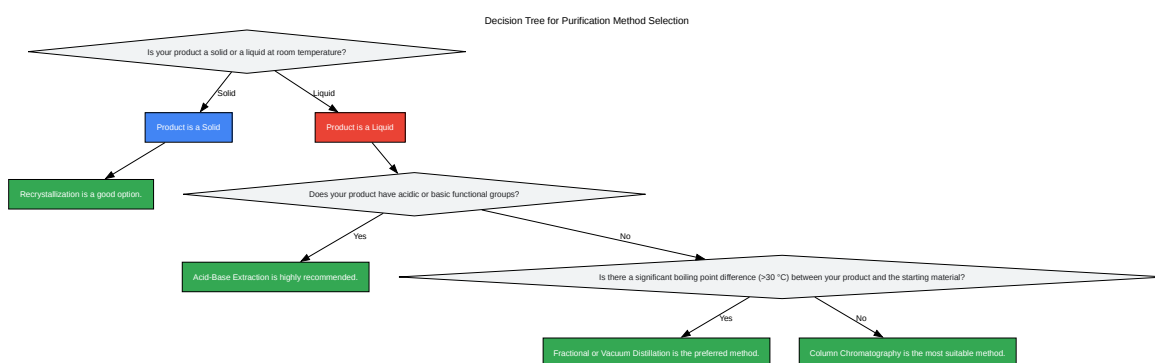 Decision Tree for Purification Method Selection
Is your product a solid or a liquid at room temperature?
Solid
Liquid
Product is a Solid
Product is a Liquid
Recrystallization is a good option.
Does your product have acidic or basic functional groups?
Yes
No
Acid-Base Extraction is highly recommended.
Is there a significant boiling point difference (>30 °C) between your product and the starting material?
Yes
No
Fractional or Vacuum Distillation is the preferred method.
Column Chromatography is the most suitable method.